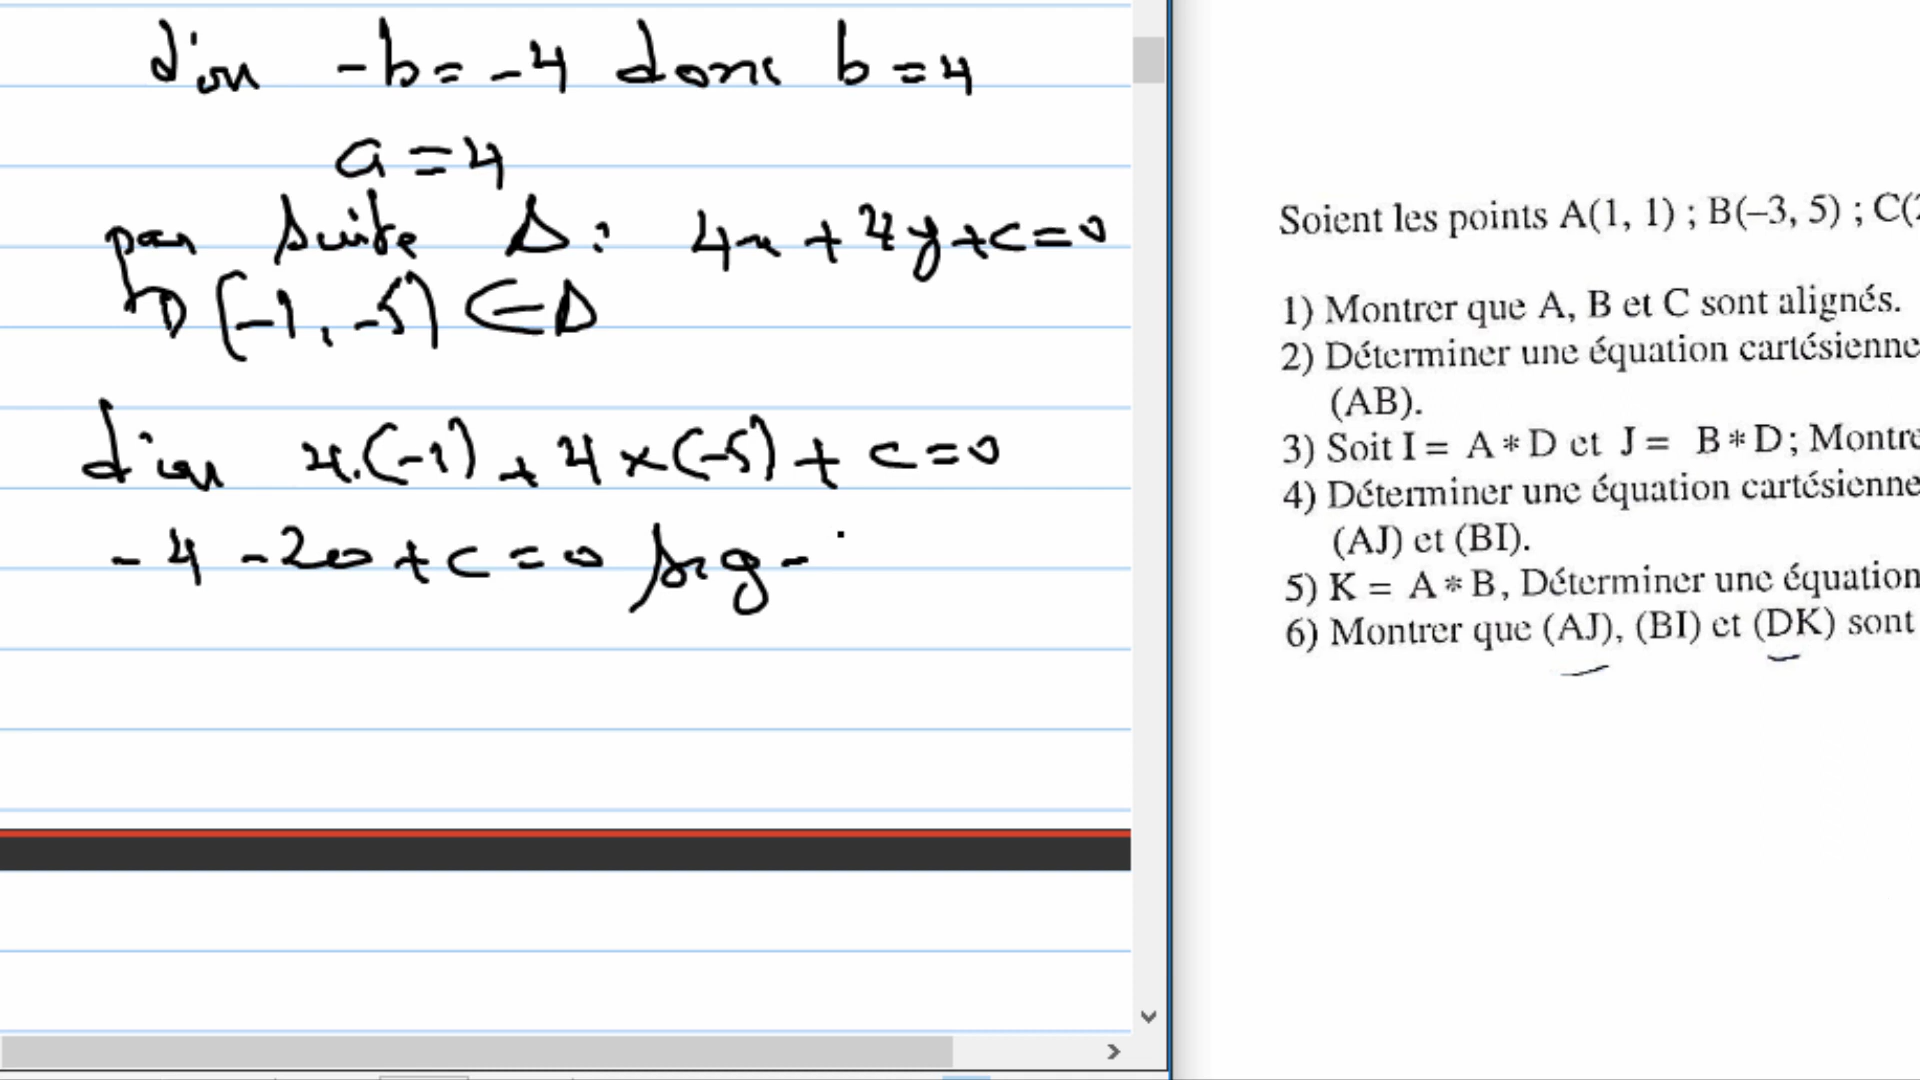 d'où -b = -4 donc b = 4
a = 4
par suite Δ: 4x + 4y + c = 0
D(-1, -5) ∈ Δ
d'où 4.(-1) + 4×(-5) + c = 0
-4 -20 + c = 0 sig -
Soient les points A(1, 1) ; B(–3, 5) ; C(
1) Montrer que A, B et C sont alignés.
2) Déterminer une équation cartésienne
(AB).
3) Soit I = A * D et J = B * D ; Montre
4) Déterminer une équation cartésienne
(AJ) et (BI).
5) K = A * B, Déterminer une équation
6) Montrer que (AJ), (BI) et (DK) sont